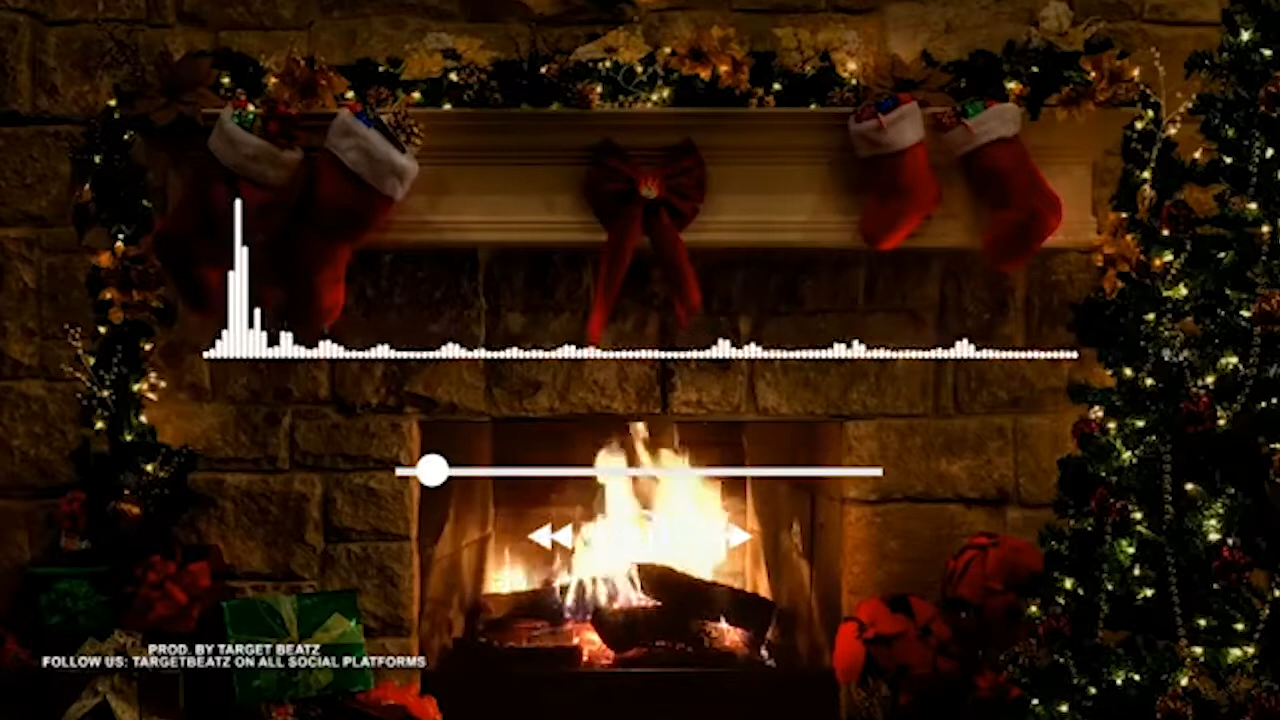 PROD. BY TARGET BEATZ
FOLLOW US: TARGETBEATZ ON ALL SOCIAL PLATFORMS